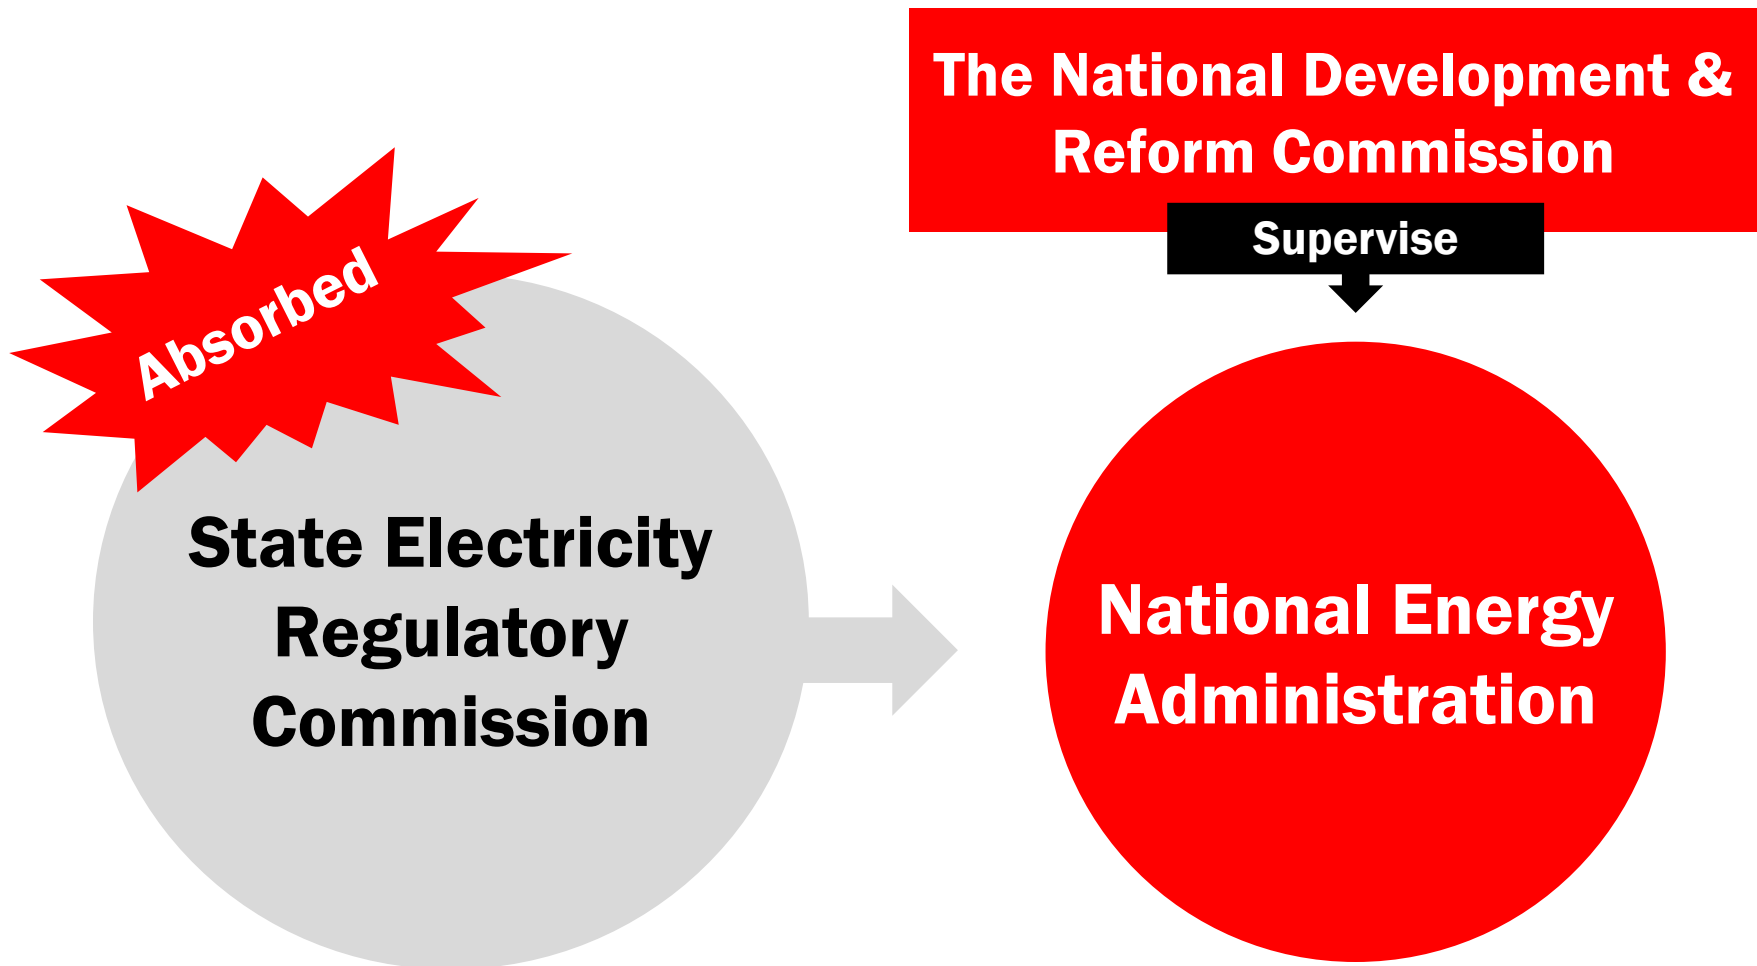 The National Development &
Reform Commission
Supervise
Absorbed
State Electricity
Regulatory
Commission
National Energy
Administration